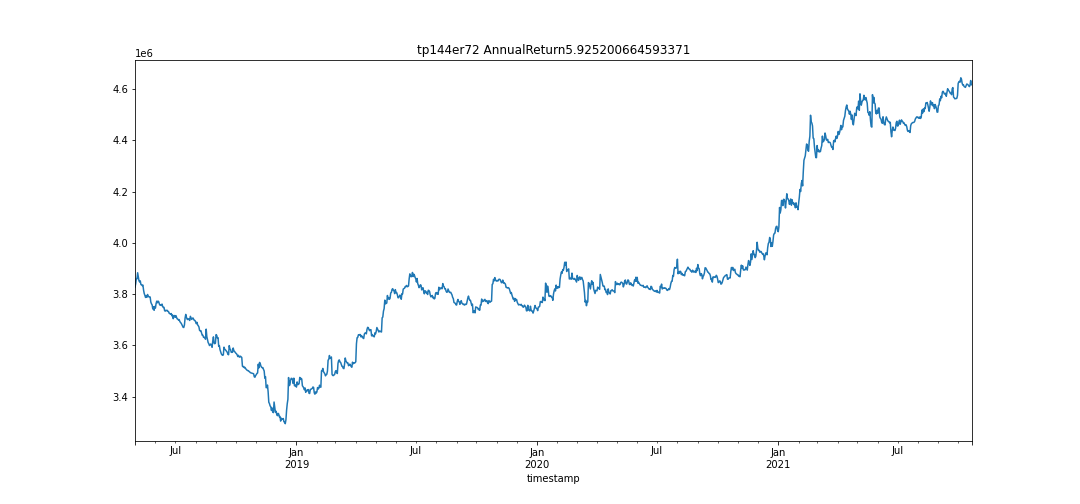 tp144er72 AnnualReturn5.925200664593371
1e6
4.6
4.4
4.2
4.0
3.8
3.6
3.4
Jul Jan Jul Jan Jul Jan Jul
2019 2020 2021
timestamp